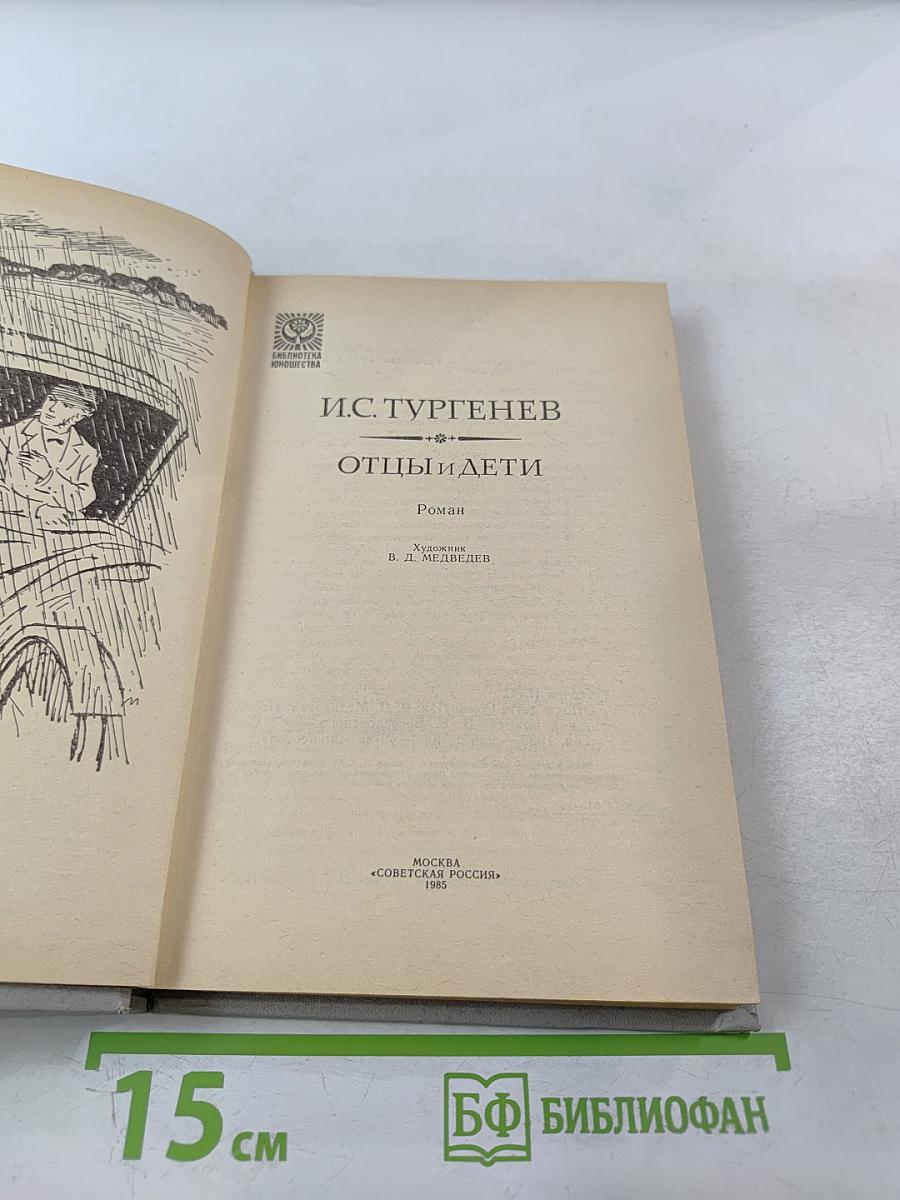 БИБЛИОТЕКА
ЮНОШЕСТВА
И.С. ТУРГЕНЕВ
ОТЦЫ и ДЕТИ
Роман
Художник
В. Д. МЕДВЕДЕВ
МОСКВА
«СОВЕТСКАЯ РОССИЯ»
1985
15 см
БФ БИБЛИОФАН